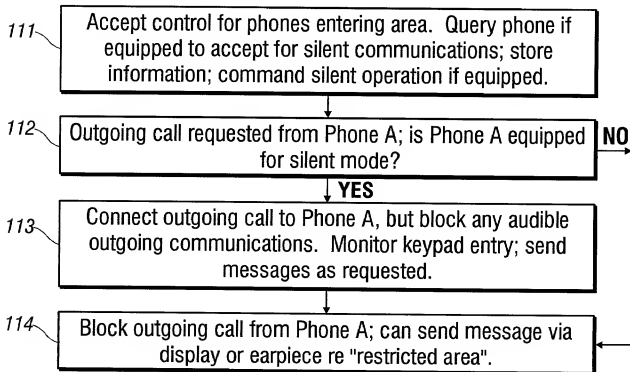 111
Accept control for phones entering area. Query phone if
equipped to accept for silent communications; store
information; command silent operation if equipped.
112
Outgoing call requested from Phone A; is Phone A equipped
for silent mode?
NO
YES
113
Connect outgoing call to Phone A, but block any audible
outgoing communications. Monitor keypad entry; send
messages as requested.
114
Block outgoing call from Phone A; can send message via
display or earpiece re "restricted area".